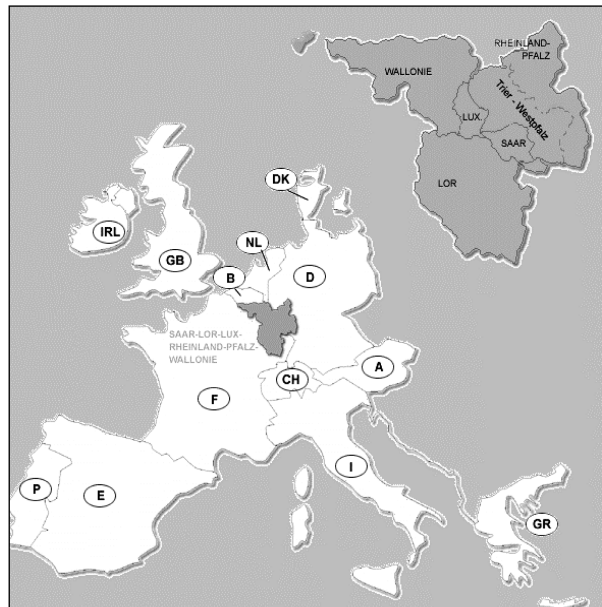 RHEINLAND-
PFALZ
WALLONIE
Trier - Westpfalz
LUX.
SAAR
LOR
DK
IRL
NL
GB
B
D
SAAR-LOR-LUX-
RHEINLAND-PFALZ-
WALLONIE
A
CH
F
I
P
E
GR